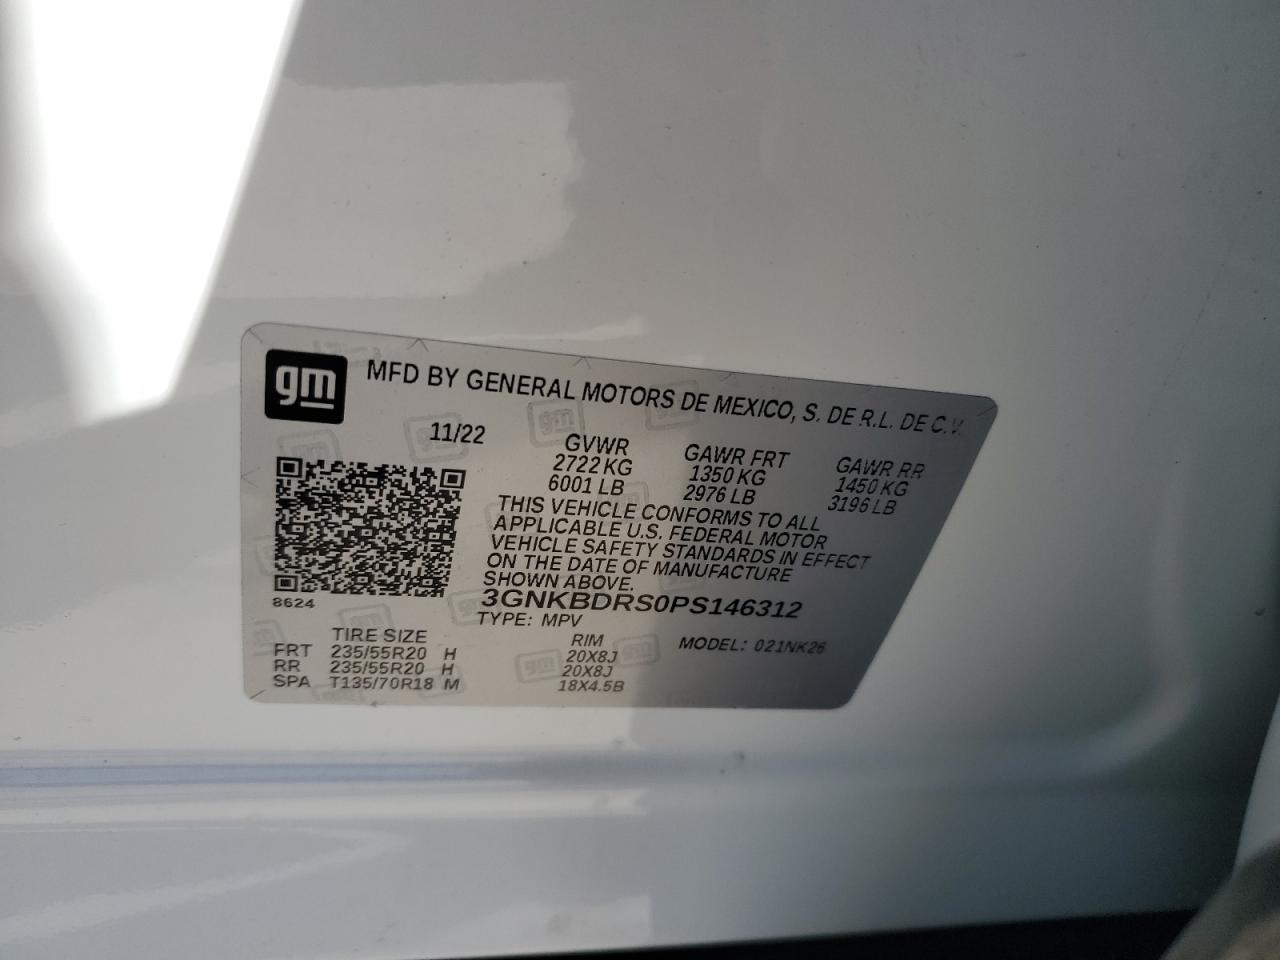 gm
MFD BY GENERAL MOTORS DE MEXICO, S. DE R.L. DE C.V.
11/22
GVWR GAWR FRT GAWR RR
2722 KG 1350 KG 1450 KG
6001 LB 2976 LB 3196 LB
THIS VEHICLE CONFORMS TO ALL
APPLICABLE U.S. FEDERAL MOTOR
VEHICLE SAFETY STANDARDS IN EFFECT
ON THE DATE OF MANUFACTURE
SHOWN ABOVE.
8624
3GNKBDRS0PS146312
TYPE: MPV
TIRE SIZE RIM MODEL: 021NK26
FRT 235/55R20 H 20X8J
RR 235/55R20 H 20X8J
SPA T135/70R18 M 18X4.5B